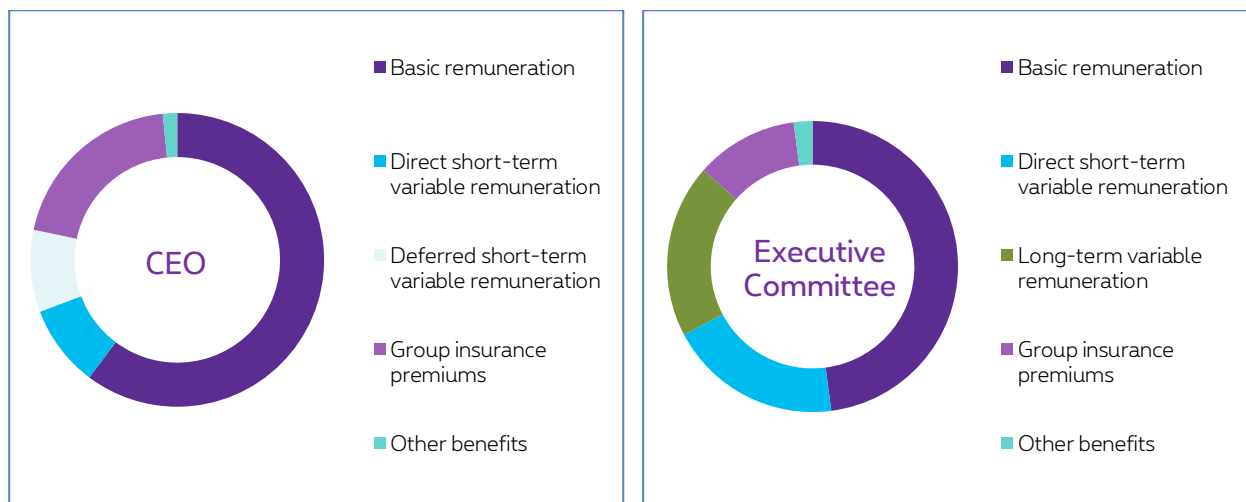 Basic remuneration
Direct short-term
variable remuneration
CEO
Deferred short-term
variable remuneration
Group insurance
premiums
Other benefits
Basic remuneration
Direct short-term
variable remuneration
Executive
Committee
Long-term variable
remuneration
Group insurance
premiums
Other benefits